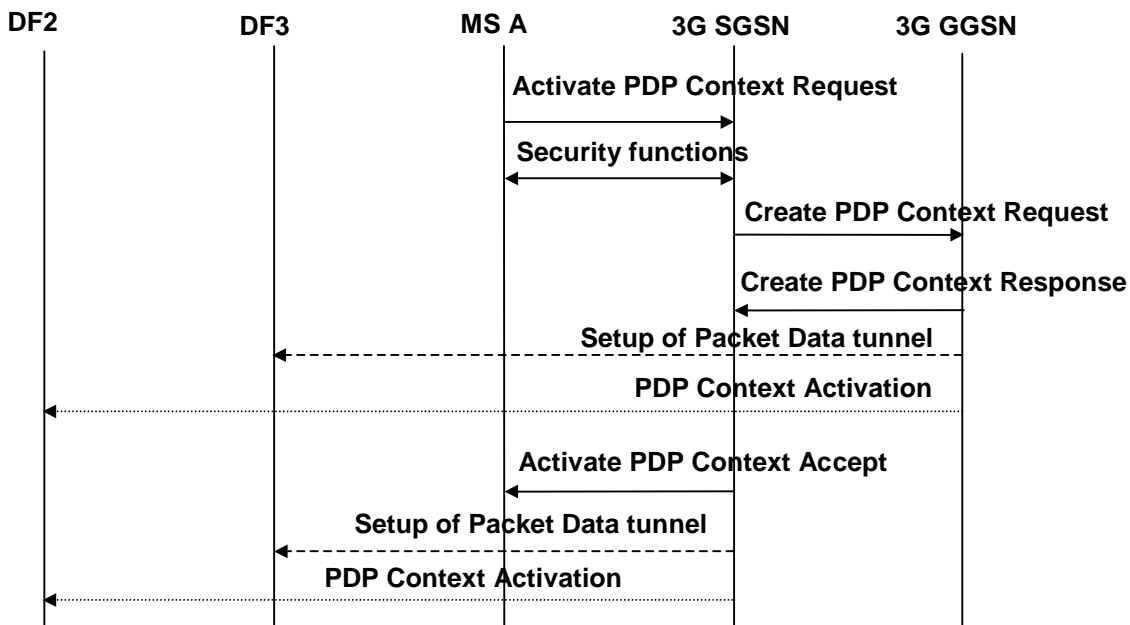 DF2
DF3
MS A
3G SGSN
3G GGSN
Activate PDP Context Request
Security functions
Create PDP Context Request
Create PDP Context Response
Setup of Packet Data tunnel
PDP Context Activation
Activate PDP Context Accept
Setup of Packet Data tunnel
PDP Context Activation